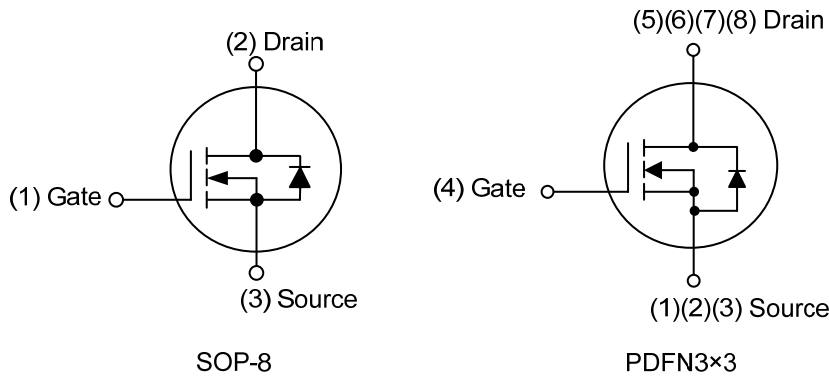 (2) Drain
(1) Gate
(3) Source
SOP-8
(5)(6)(7)(8) Drain
(4) Gate
(1)(2)(3) Source
PDFN3×3